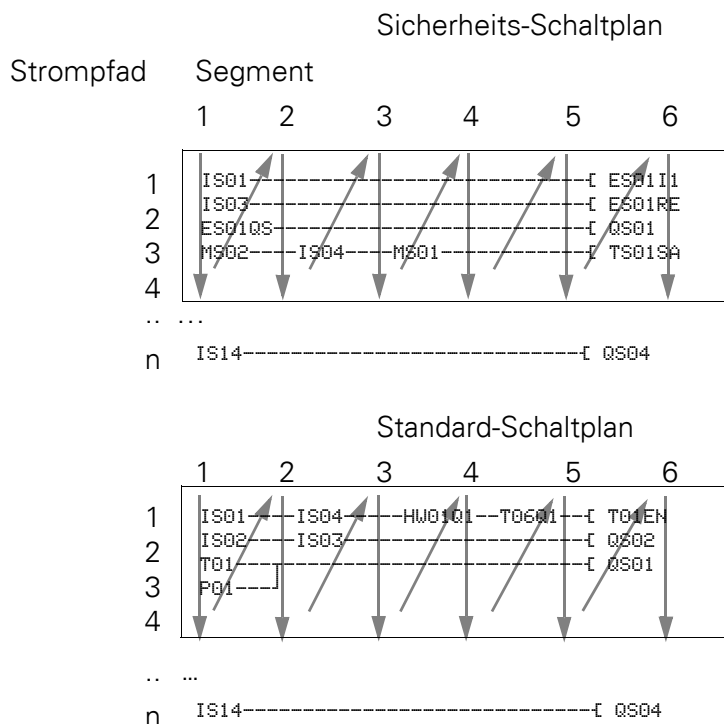 Sicherheits-Schaltplan
Strompfad Segment
1 2 3 4 5 6
1 IS01----------------------------[ ES01I1
2 IS03----------------------------[ ES01RE
3 ES01QS--------------------------[ QS01
4 MS02----IS04----MS01------------[ TS01SA
.. ...
n IS14----------------------------[ QS04
Standard-Schaltplan
1 2 3 4 5 6
1 IS01----IS04----HW01Q1--T06Q1--[ T01EN
2 IS02----IS03--------------------[ QS02
3 T01-----------------------------[ QS01
4 P01----
.. ...
n IS14----------------------------[ QS04